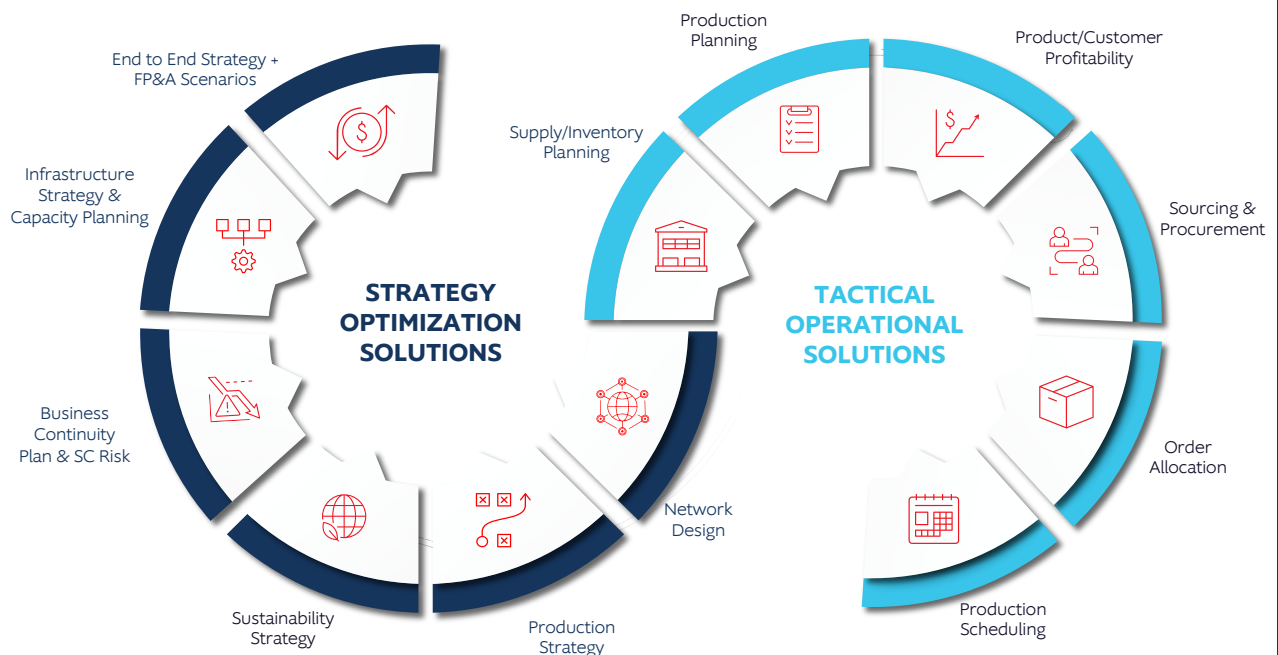 End to End Strategy +
FP&A Scenarios
Infrastructure
Strategy &
Capacity Planning
Business
Continuity
Plan & SC Risk
Sustainability
Strategy
Production
Strategy
Network
Design
STRATEGY
OPTIMIZATION
SOLUTIONS
Supply/Inventory
Planning
Production
Planning
Product/Customer
Profitability
Sourcing &
Procurement
Order
Allocation
Production
Scheduling
TACTICAL
OPERATIONAL
SOLUTIONS